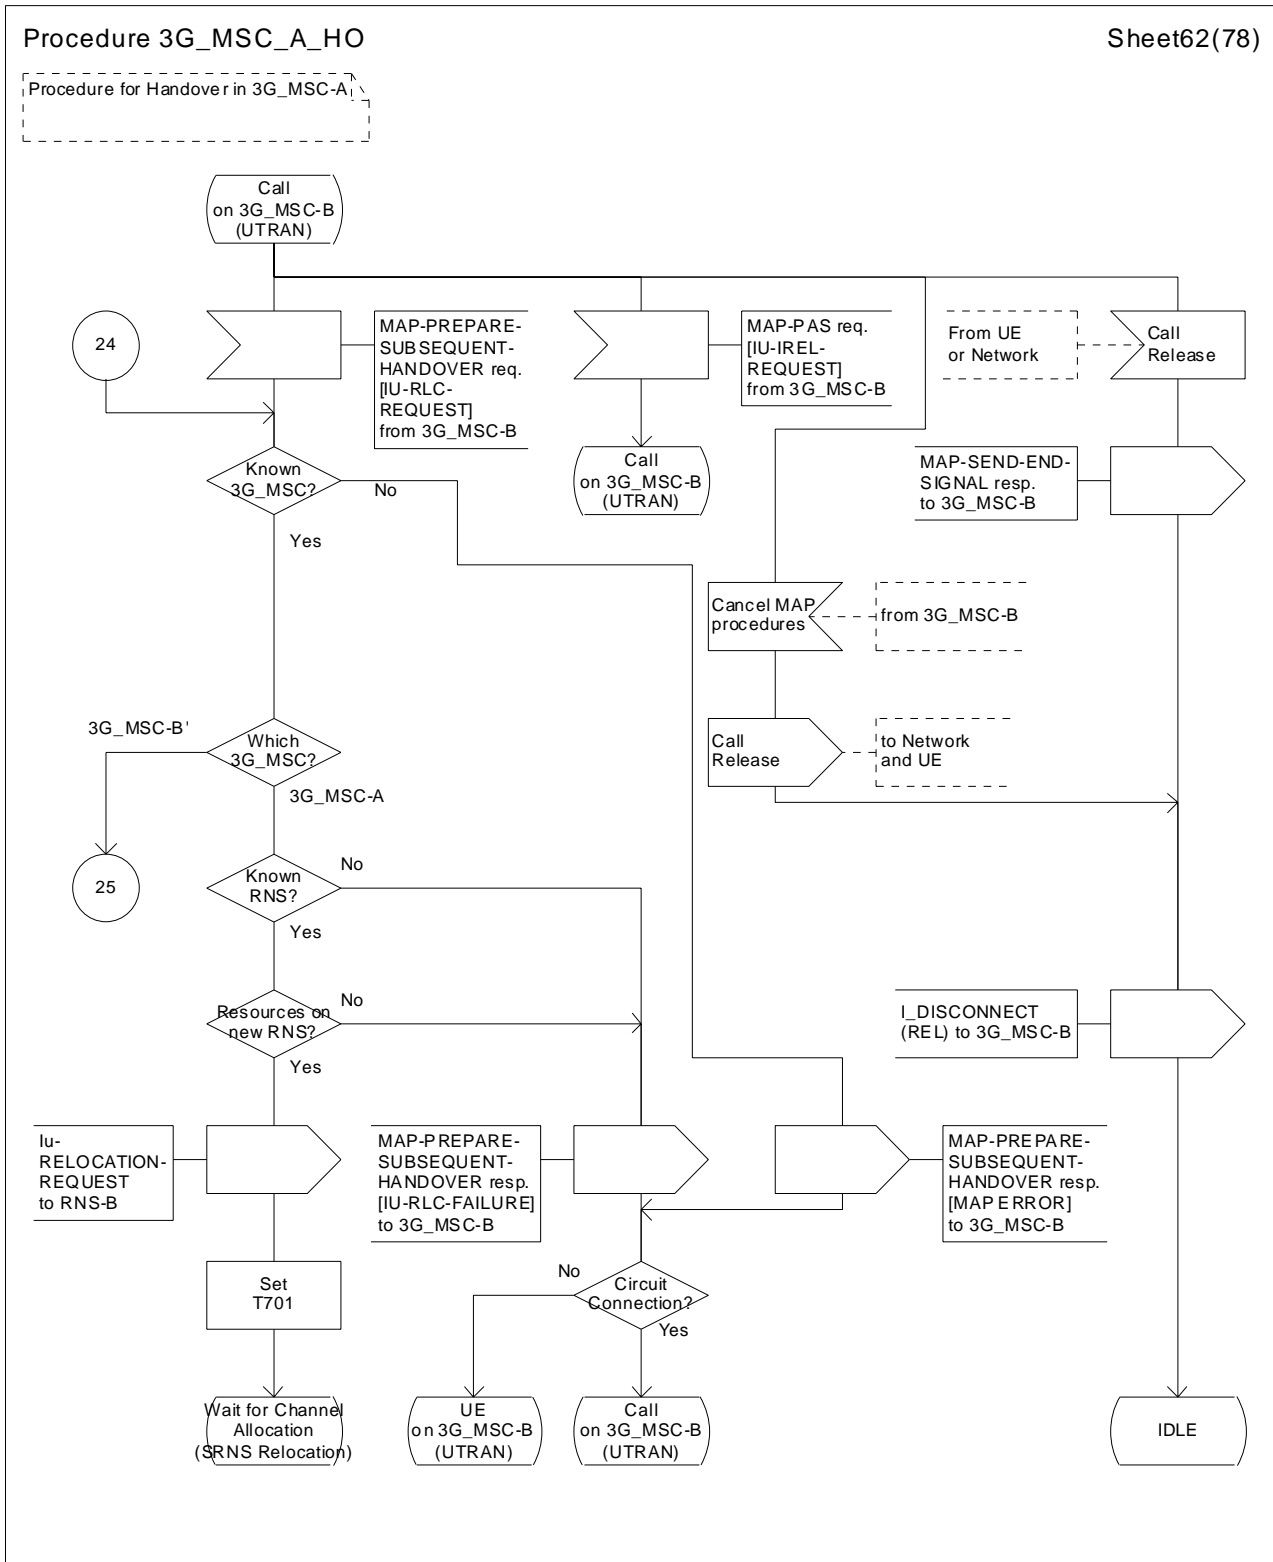 Procedure 3G_MSC_A_HO
Sheet62(78)
Procedure for Handover in 3G_MSC-A
Call
on 3G_MSC-B
(UTRAN)
24
MAP-PREPARE-
SUBSEQUENT-
HANDOVER req.
[IU-RLC-
REQUEST]
from 3G_MSC-B
MAP-PAS req.
[IU-IREL-
REQUEST]
from 3G_MSC-B
From UE
or Network
Call
Release
Known
3G_MSC?
No
Yes
Call
on 3G_MSC-B
(UTRAN)
MAP-SEND-END-
SIGNAL resp.
to 3G_MSC-B
Cancel MAP
procedures
from 3G_MSC-B
3G_MSC-B'
Which
3G_MSC?
3G_MSC-A
Call
Release
to Network
and UE
25
Known
RNS?
No
Yes
Resources on
new RNS?
No
Yes
I_DISCONNECT
(REL) to 3G_MSC-B
Iu-
RELOCATION-
REQUEST
to RNS-B
MAP-PREPARE-
SUBSEQUENT-
HANDOVER resp.
[IU-RLC-FAILURE]
to 3G_MSC-B
MAP-PREPARE-
SUBSEQUENT-
HANDOVER resp.
[MAP ERROR]
to 3G_MSC-B
Set
T701
No
Circuit
Connection?
Yes
Wait for Channel
Allocation
(SRNS Relocation)
UE
on 3G_MSC-B
(UTRAN)
Call
on 3G_MSC-B
(UTRAN)
IDLE